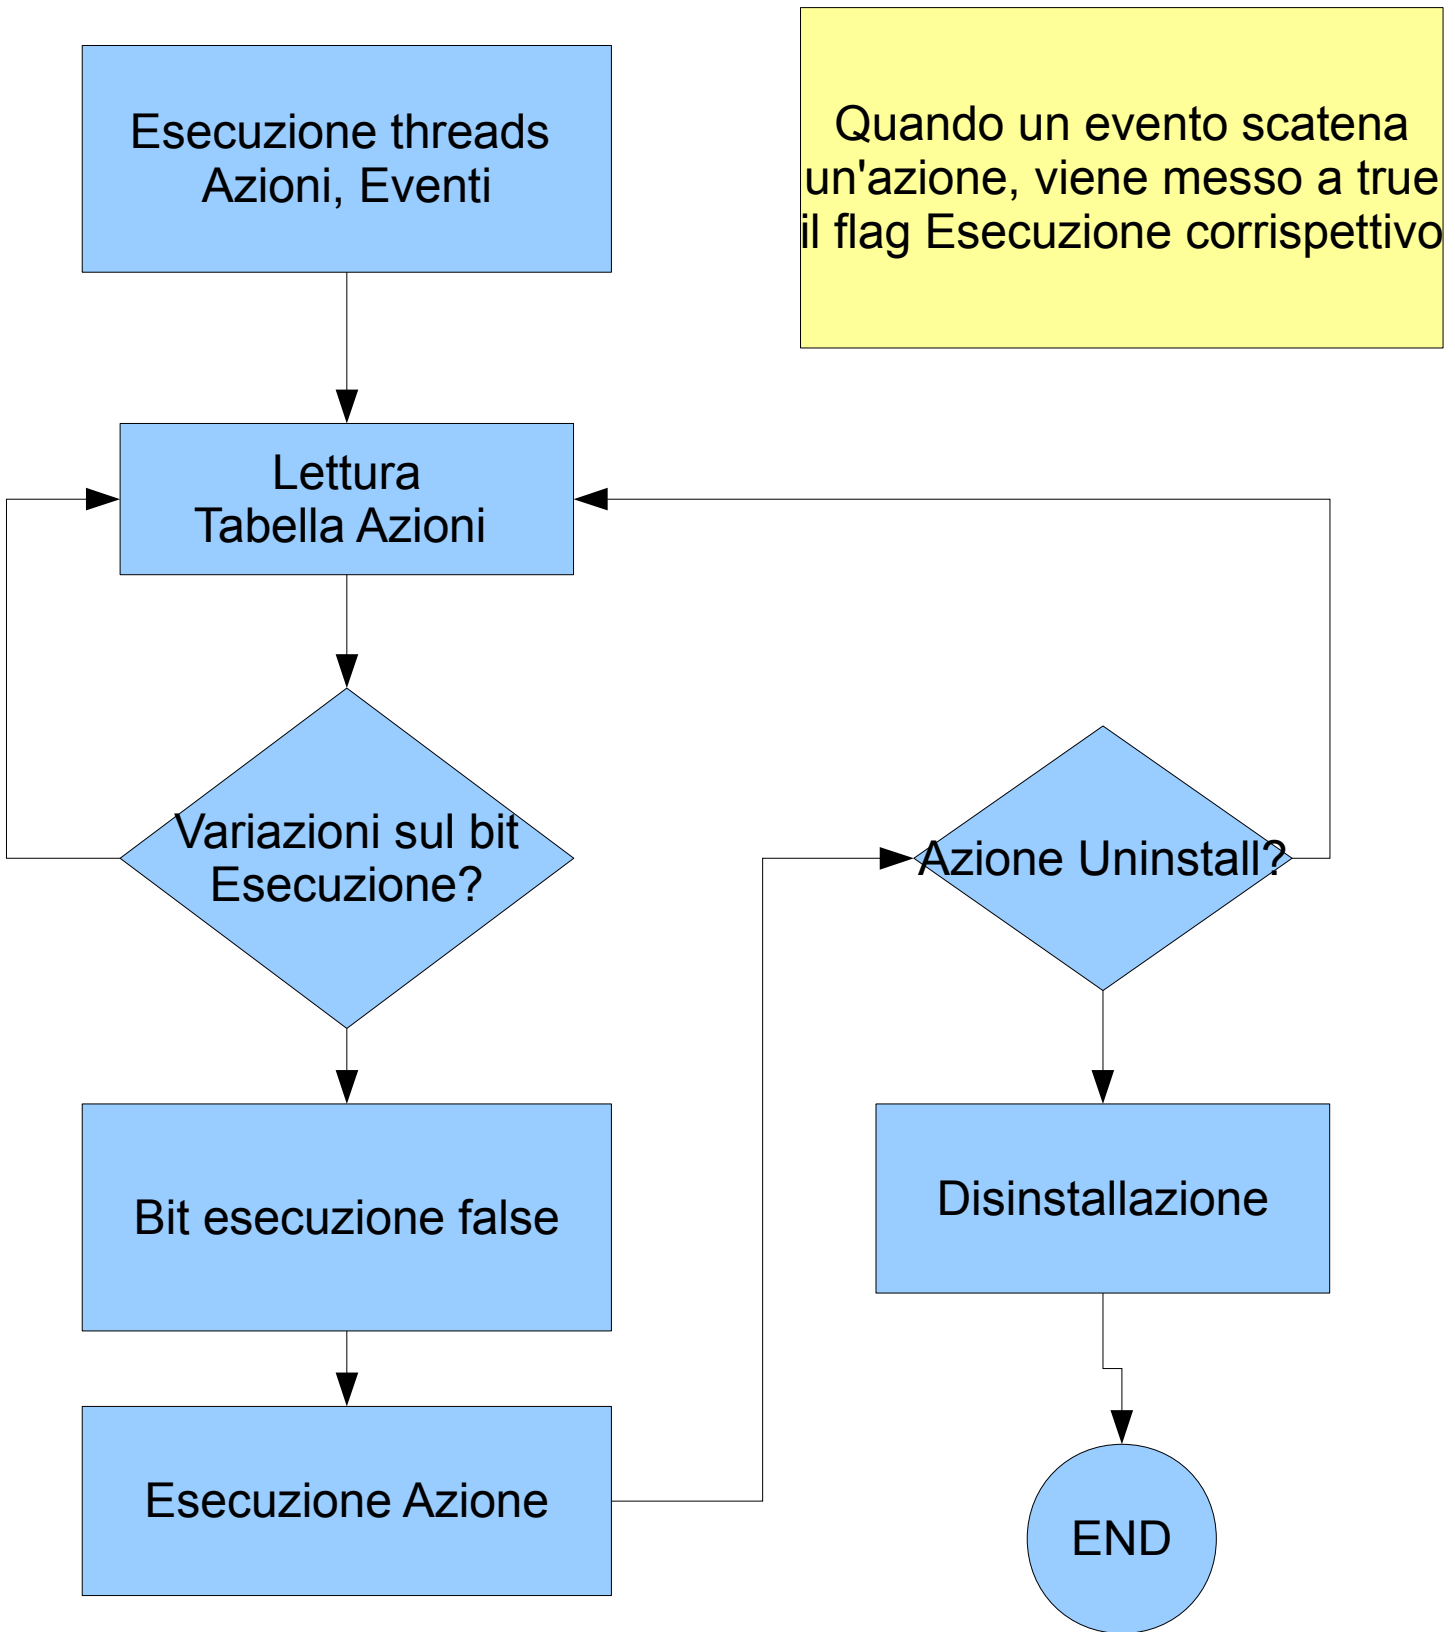 Esecuzione threads
Azioni, Eventi
Quando un evento scatena
un'azione, viene messo a true
il flag Esecuzione corrispettivo
Lettura
Tabella Azioni
Variazioni sul bit
Esecuzione?
Azione Uninstall?
Bit esecuzione false
Disinstallazione
Esecuzione Azione
END